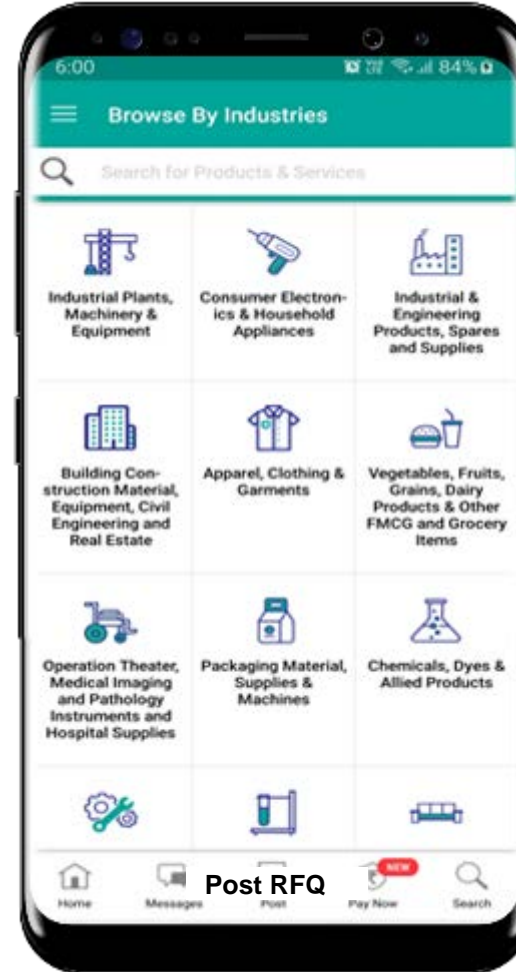 6:00
84%
Browse By Industries
Search for Products & Services
Industrial Plants,
Machinery &
Equipment
Consumer Electron-
ics & Household
Appliances
Industrial &
Engineering
Products, Spares
and Supplies
Building Con-
struction Material,
Equipment, Civil
Engineering and
Real Estate
Apparel, Clothing &
Garments
Vegetables, Fruits,
Grains, Dairy
Products & Other
FMCG and Grocery
Items
Operation Theater,
Medical Imaging
and Pathology
Instruments and
Hospital Supplies
Packaging Material,
Supplies &
Machines
Chemicals, Dyes &
Allied Products
Post RFQ
NEW
Home
Messages
Post
Pay Now
Search